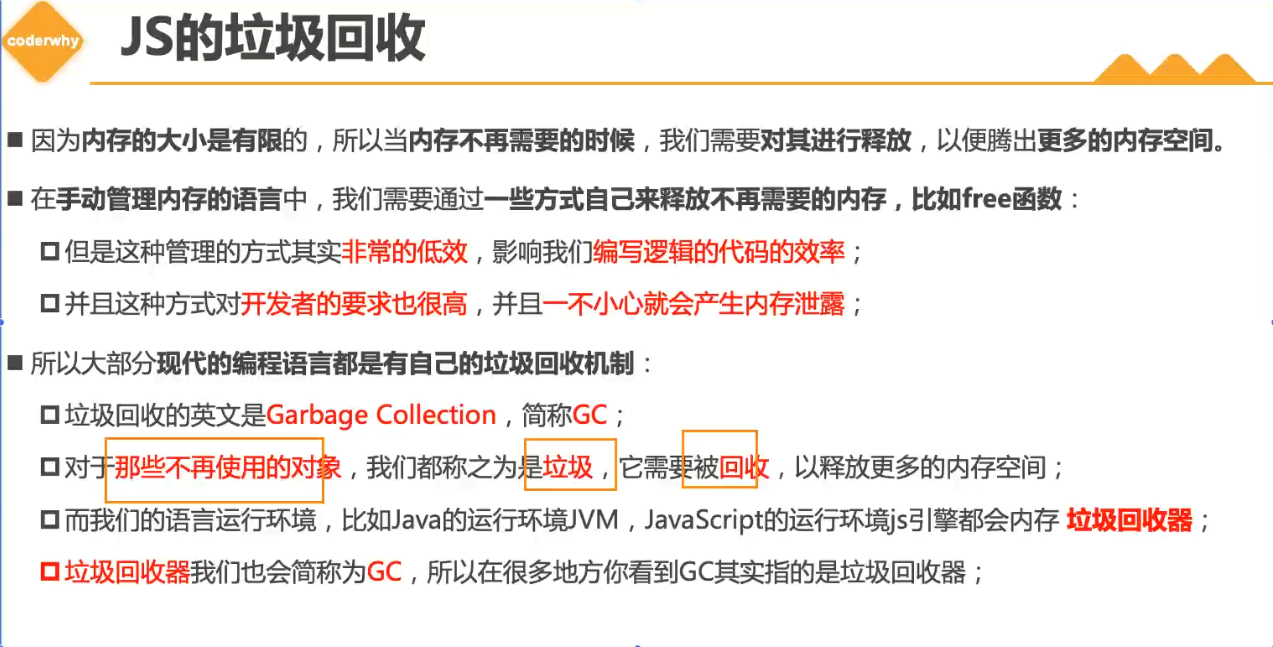 coderwhy
JS的垃圾回收
因为内存的大小是有限的，所以当内存不再需要的时候，我们需要对其进行释放，以便腾出更多的内存空间。
在手动管理内存的语言中，我们需要通过一些方式自己来释放不再需要的内存，比如free函数：
但是这种管理的方式其实非常的低效，影响我们编写逻辑的代码的效率；
并且这种方式对开发者的要求也很高，并且一不小心就会产生内存泄露；
所以大部分现代的编程语言都是有自己的垃圾回收机制：
垃圾回收的英文是Garbage Collection，简称GC；
对于那些不再使用的对象，我们都称之为是垃圾，它需要被回收，以释放更多的内存空间；
而我们的语言运行环境，比如Java的运行环境JVM，JavaScript的运行环境js引擎都会内存 垃圾回收器；
垃圾回收器我们也会简称为GC，所以在很多地方你看到GC其实指的是垃圾回收器；